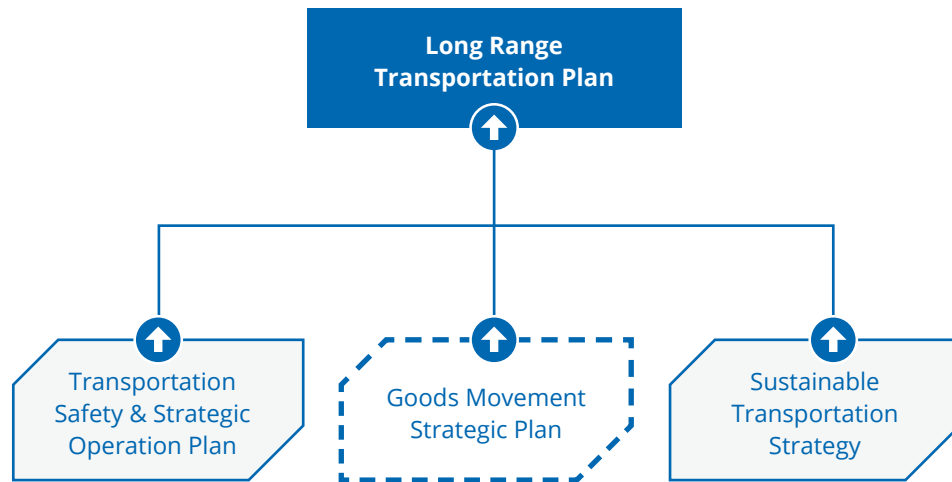 Long Range
Transportation Plan
Transportation
Safety & Strategic
Operation Plan
Goods Movement
Strategic Plan
Sustainable
Transportation
Strategy